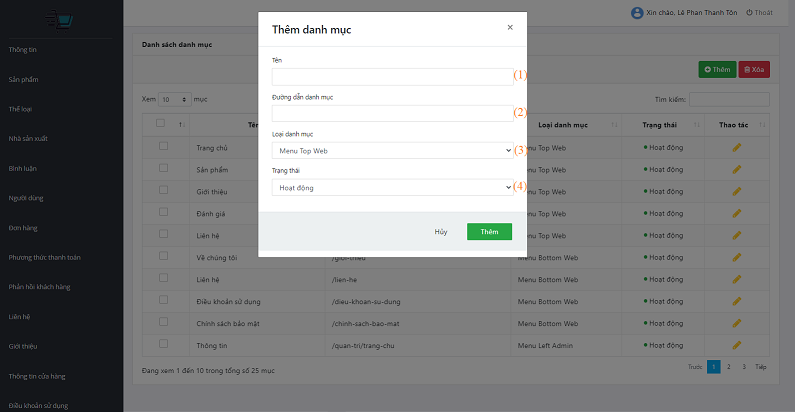 Xin chào, Lê Phan Thanh Tôn Thoát
Thông tin
Sản phẩm
Thể loại
Nhà sản xuất
Bình luận
Người dùng
Đơn hàng
Phương thức thanh toán
Phản hồi khách hàng
Liên hệ
Giới thiệu
Thông tin cửa hàng
Điều khoản sử dụng
Danh sách danh mục
Thêm Xóa
Xem 10 mục Tìm kiếm:
Tên Loại danh mục Trạng thái Thao tác
Trang chủ Menu Top Web Hoạt động
Sản phẩm Menu Top Web Hoạt động
Giới thiệu Menu Top Web Hoạt động
Đánh giá Menu Top Web Hoạt động
Liên hệ Menu Top Web Hoạt động
Về chúng tôi /gioi-thieu Menu Bottom Web Hoạt động
Liên hệ /lien-he Menu Bottom Web Hoạt động
Điều khoản sử dụng /dieu-khoan-su-dung Menu Bottom Web Hoạt động
Chính sách bảo mật /chinh-sach-bao-mat Menu Bottom Web Hoạt động
Thông tin /quan-tri/trang-chu Menu Left Admin Hoạt động
Đang xem 1 đến 10 trong tổng số 25 mục
Trước 1 2 3 Tiếp
Thêm danh mục ×
Tên
(1)
Đường dẫn danh mục
(2)
Loại danh mục
Menu Top Web (3)
Trạng thái
Hoạt động (4)
Hủy Thêm